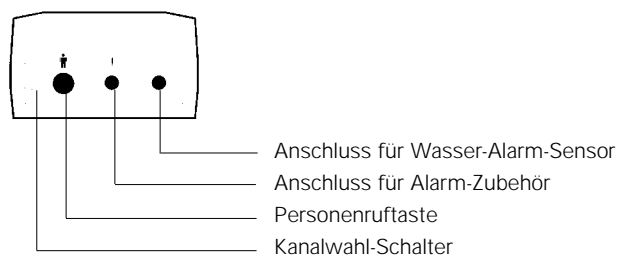 Anschluss für Wasser-Alarm-Sensor
Anschluss für Alarm-Zubehör
Personenruftaste
Kanalwahl-Schalter